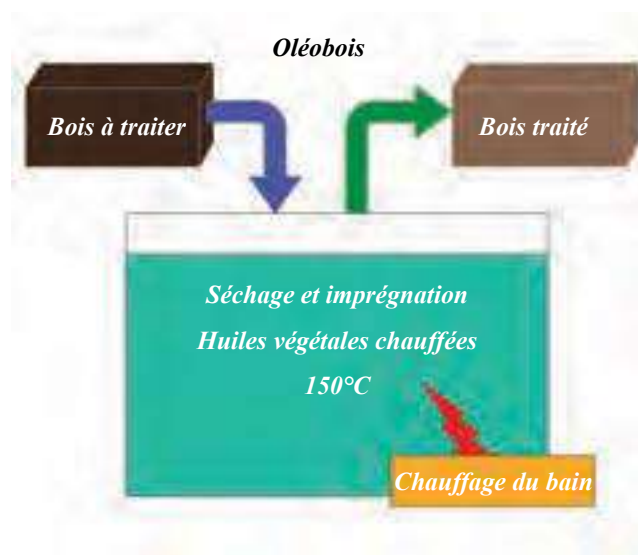 Oléobois
Bois à traiter
Bois traité
Séchage et imprégnation
Huiles végétales chauffées
150°C
Chauffage du bain